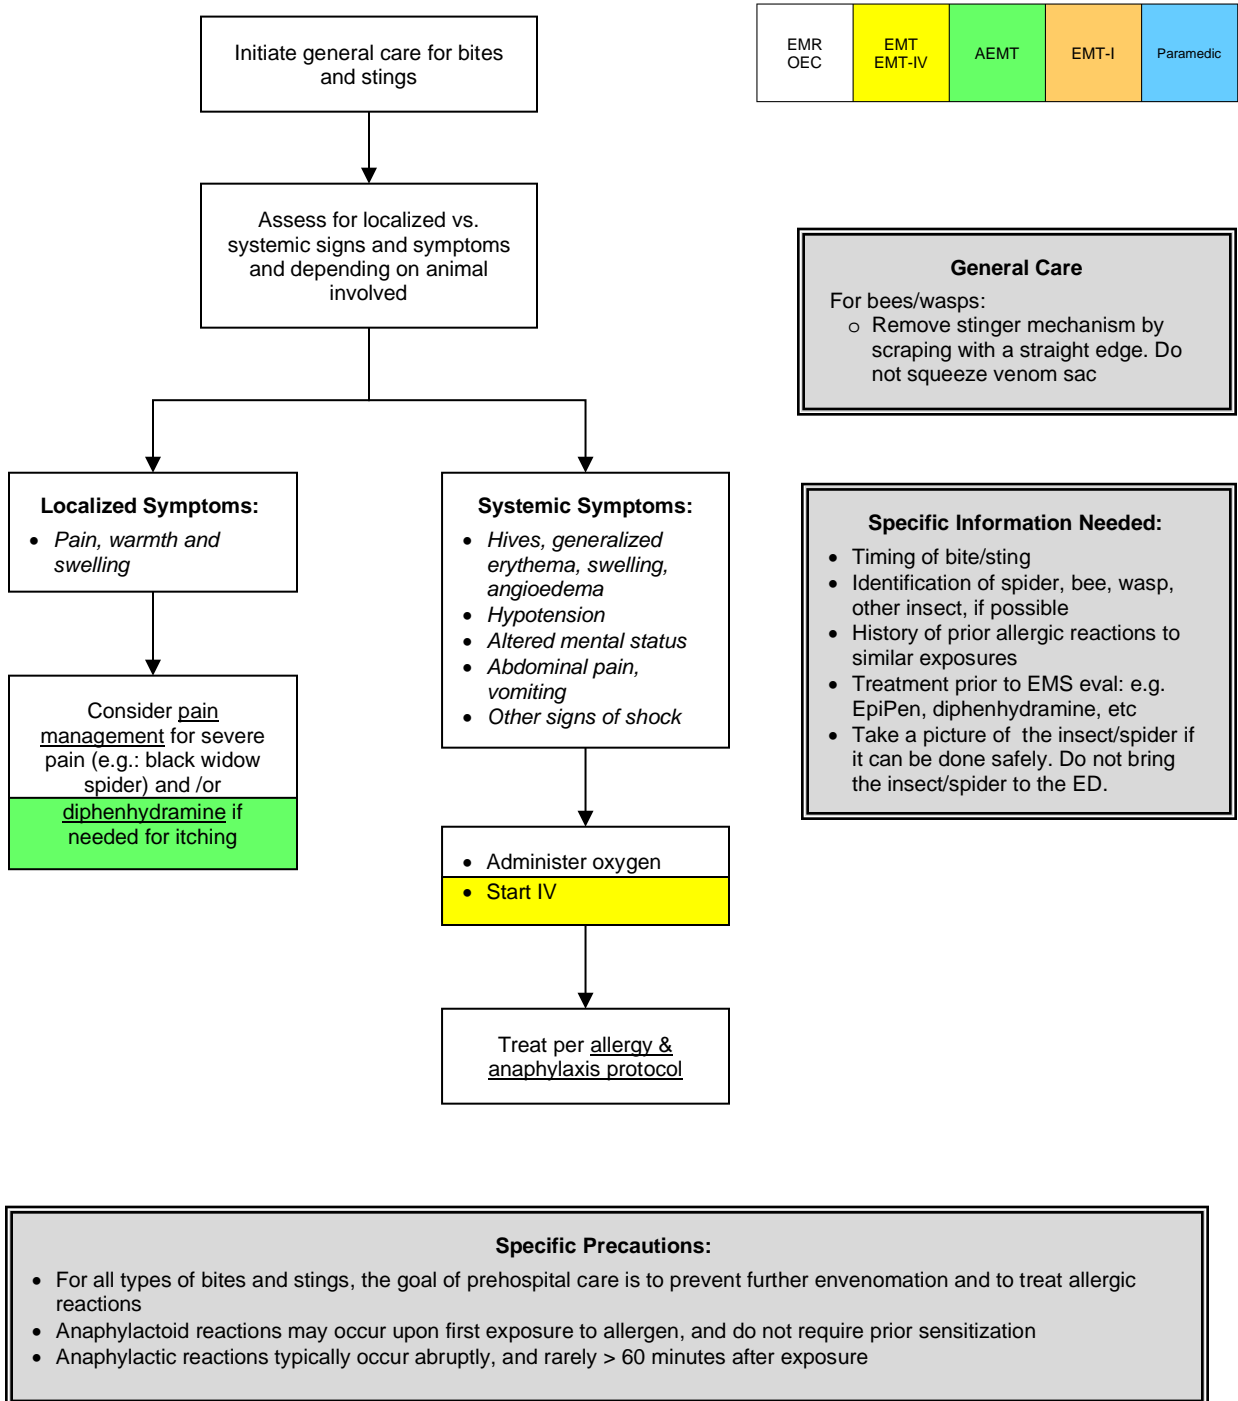 Initiate general care for bites
and stings
EMR
OEC
EMT
EMT-IV
AEMT
EMT-I
Paramedic
Assess for localized vs.
systemic signs and symptoms
and depending on animal
involved
General Care
For bees/wasps:
o Remove stinger mechanism by
scraping with a straight edge. Do
not squeeze venom sac
Localized Symptoms:
• Pain, warmth and
swelling
Systemic Symptoms:
• Hives, generalized
erythema, swelling,
angioedema
• Hypotension
• Altered mental status
• Abdominal pain,
vomiting
• Other signs of shock
Specific Information Needed:
• Timing of bite/sting
• Identification of spider, bee, wasp,
other insect, if possible
• History of prior allergic reactions to
similar exposures
• Treatment prior to EMS eval: e.g.
EpiPen, diphenhydramine, etc
• Take a picture of  the insect/spider if
it can be done safely. Do not bring
the insect/spider to the ED.
Consider pain
management for severe
pain (e.g.: black widow
spider) and /or
diphenhydramine if
needed for itching
• Administer oxygen
• Start IV
Treat per allergy &
anaphylaxis protocol
Specific Precautions:
• For all types of bites and stings, the goal of prehospital care is to prevent further envenomation and to treat allergic
reactions
• Anaphylactoid reactions may occur upon first exposure to allergen, and do not require prior sensitization
• Anaphylactic reactions typically occur abruptly, and rarely > 60 minutes after exposure